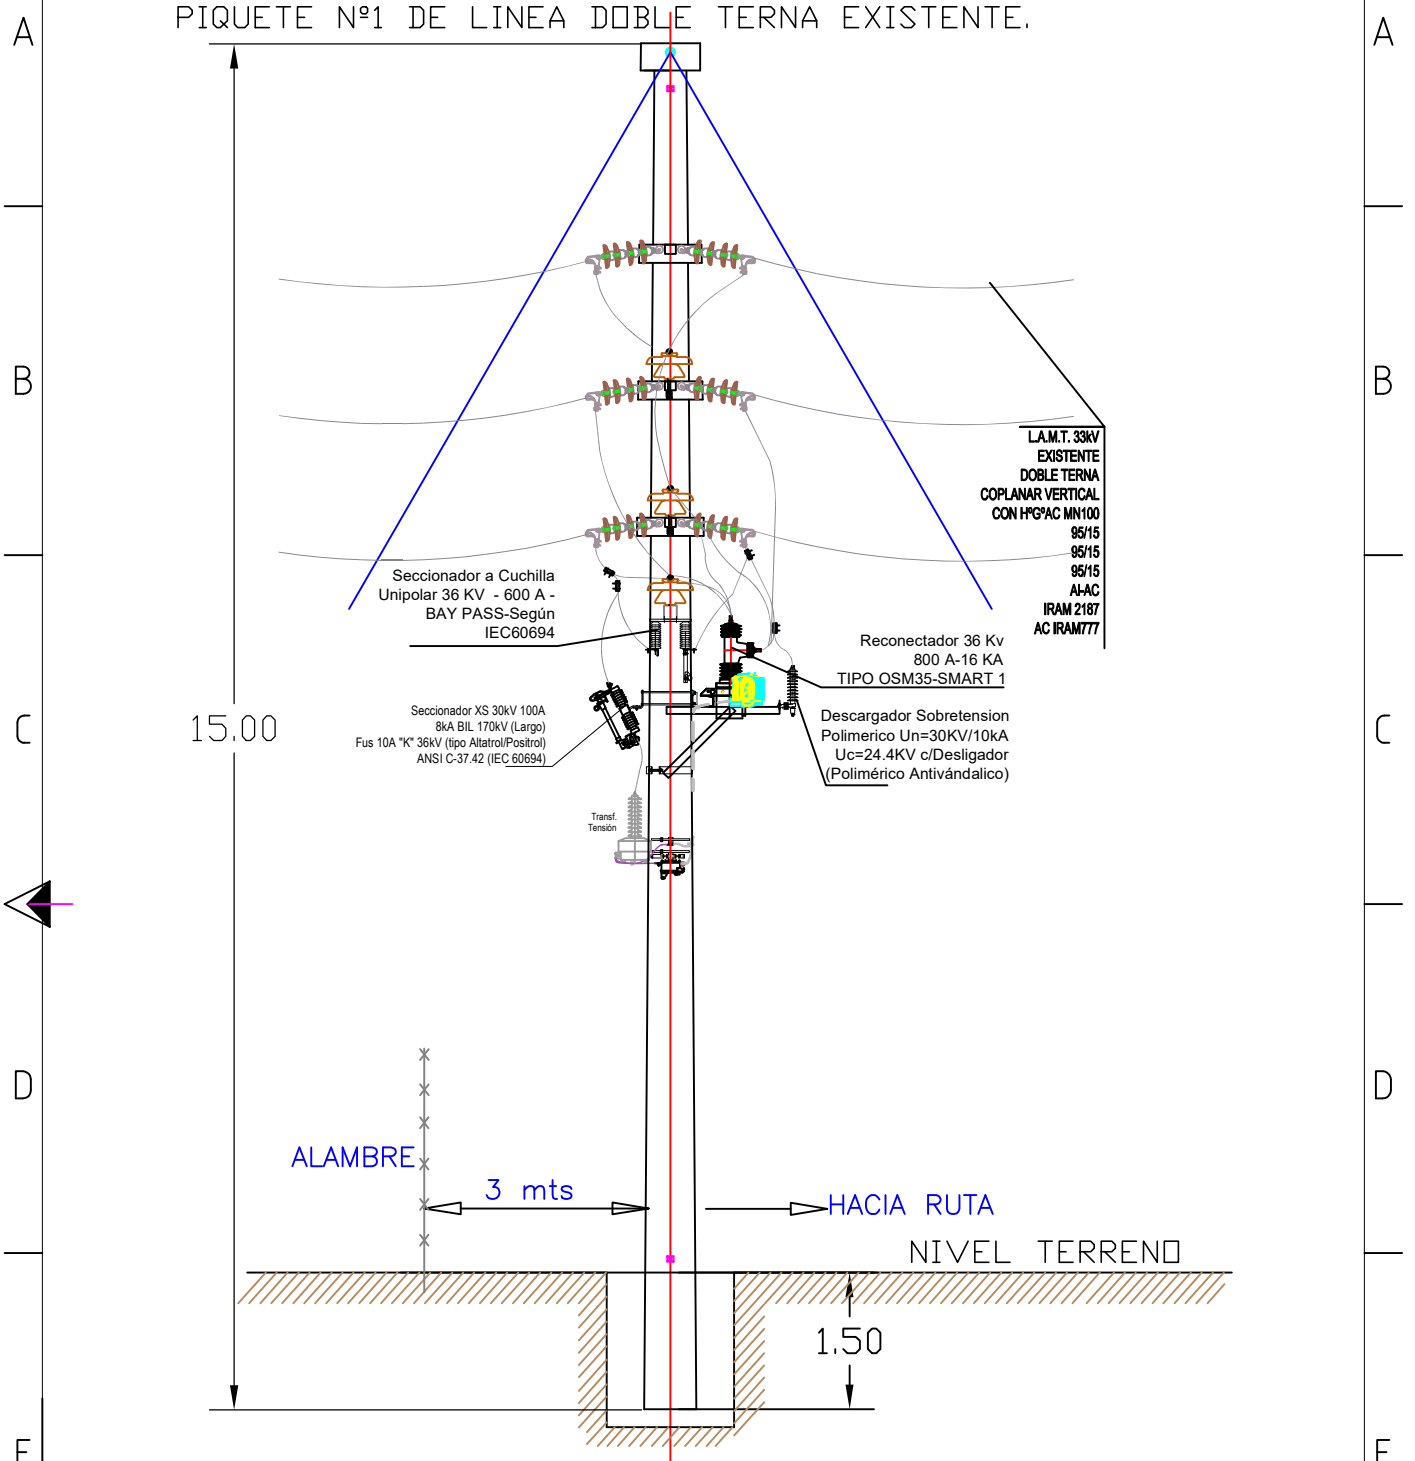 PIQUETE Nº1 DE LINEA DOBLE TERNA EXISTENTE.
A
A
B
B
L.A.M.T. 33kV
EXISTENTE
DOBLE TERNA
COPLANAR VERTICAL
CON HºGºAC MN100
95/15
95/15
95/15
Al-AC
IRAM 2187
AC IRAM777
Seccionador a Cuchilla
Unipolar 36 KV - 600 A -
BAY PASS-Según
IEC60694
Reconectador 36 Kv
800 A-16 KA
TIPO OSM35-SMART 1
Seccionador XS 30kV 100A
8kA BIL 170kV (Largo)
Fus 10A "K" 36kV (tipo Altatrol/Positrol)
ANSI C-37.42 (IEC 60694)
Descargador Sobretension
Polimerico Un=30KV/10kA
Uc=24.4KV c/Desligador
(Polimérico Antivándalico)
C
15.00
C
Transf.
Tensión
D
D
ALAMBRE
3 mts
HACIA RUTA
NIVEL TERRENO
1.50
E
E